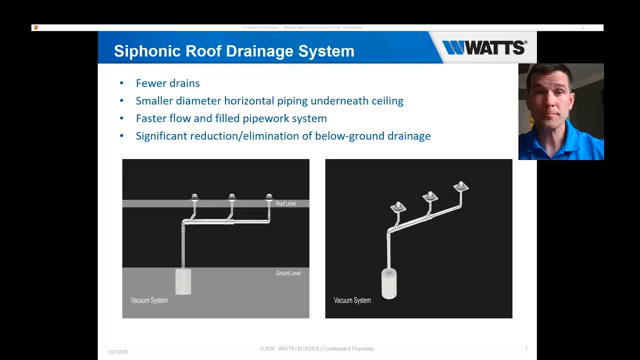 Siphonic Roof Drainage System
WATTS®
• Fewer drains
• Smaller diameter horizontal piping underneath ceiling
• Faster flow and filled pipework system
• Significant reduction/elimination of below-ground drainage
Roof Level
Ground Level
Vacuum System
Vacuum System
5/21/2020
© 2018 WATTS / BLÜCHER | Confidential & Proprietary
7